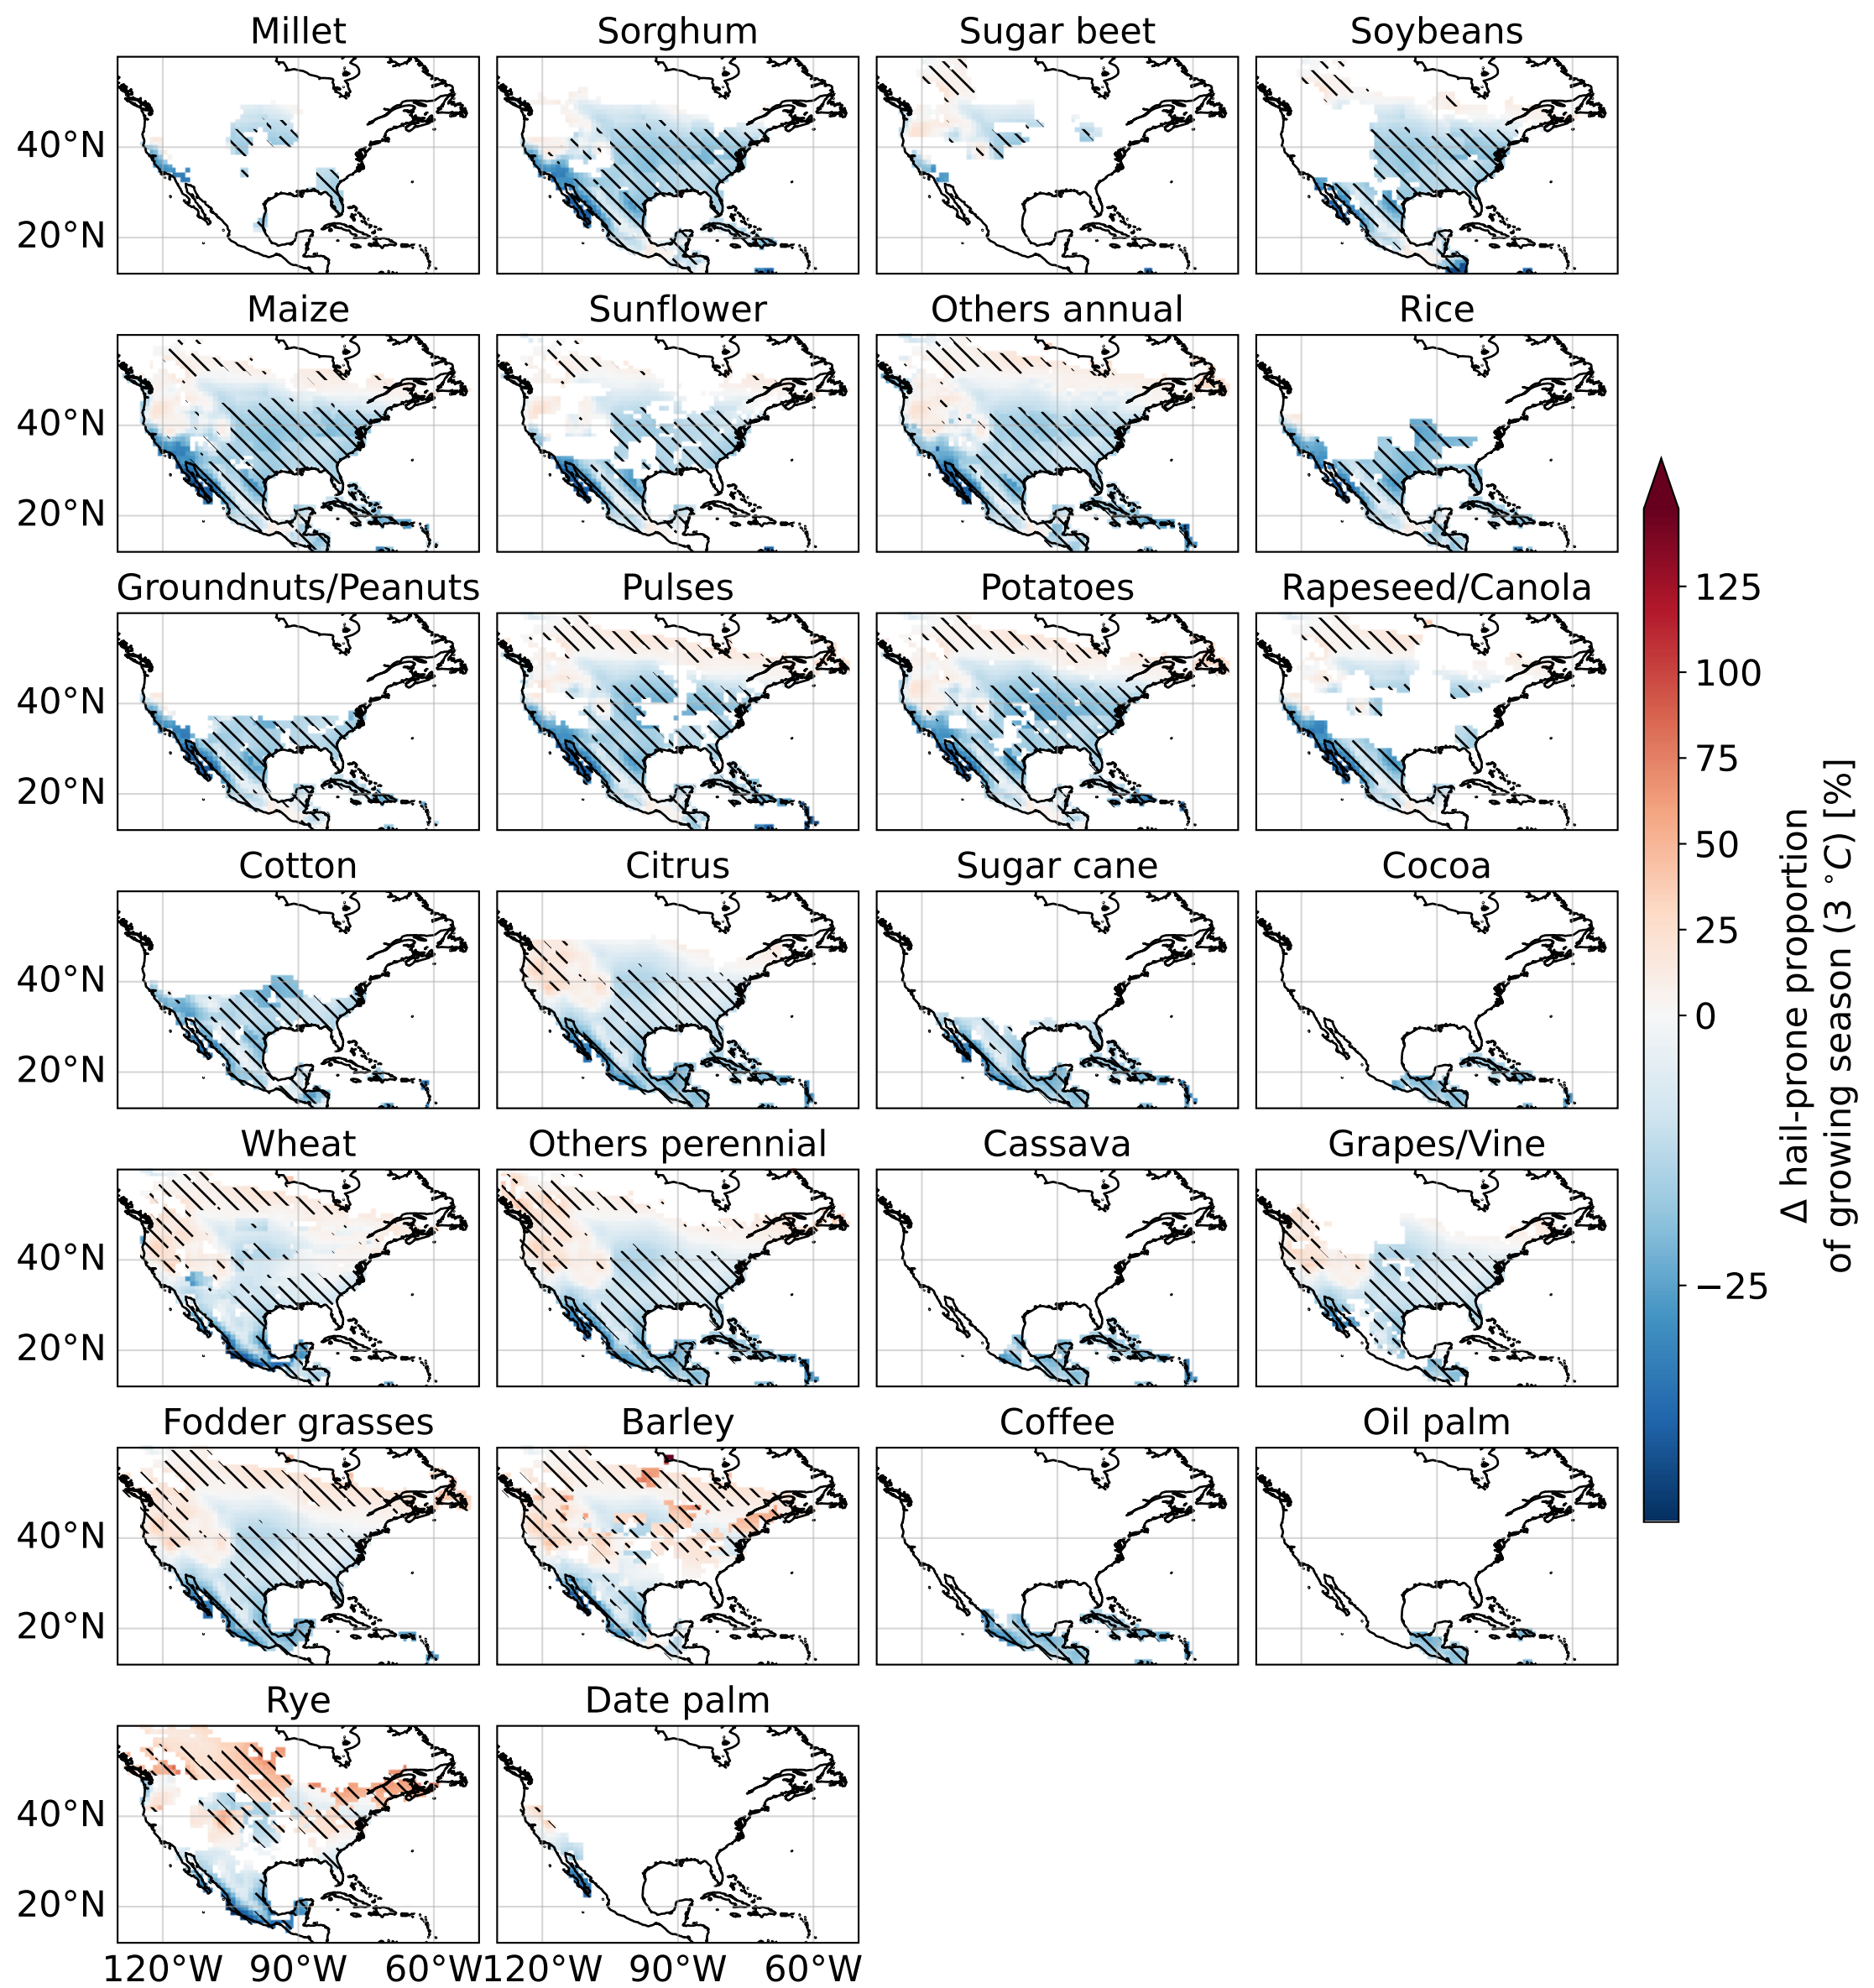 Millet
Sorghum
Sugar beet
Soybeans
40°N
20°N
Maize
Sunflower
Others annual
Rice
40°N
20°N
Groundnuts/Peanuts
Pulses
Potatoes
Rapeseed/Canola
40°N
20°N
Cotton
Citrus
Sugar cane
Cocoa
40°N
20°N
Wheat
Others perennial
Cassava
Grapes/Vine
40°N
20°N
Fodder grasses
Barley
Coffee
Oil palm
40°N
20°N
Rye
Date palm
40°N
20°N
120°W
90°W
60°W
120°W
90°W
60°W
125
100
75
50
25
0
−25
Δ hail-prone proportion
of growing season (3 °C) [%]